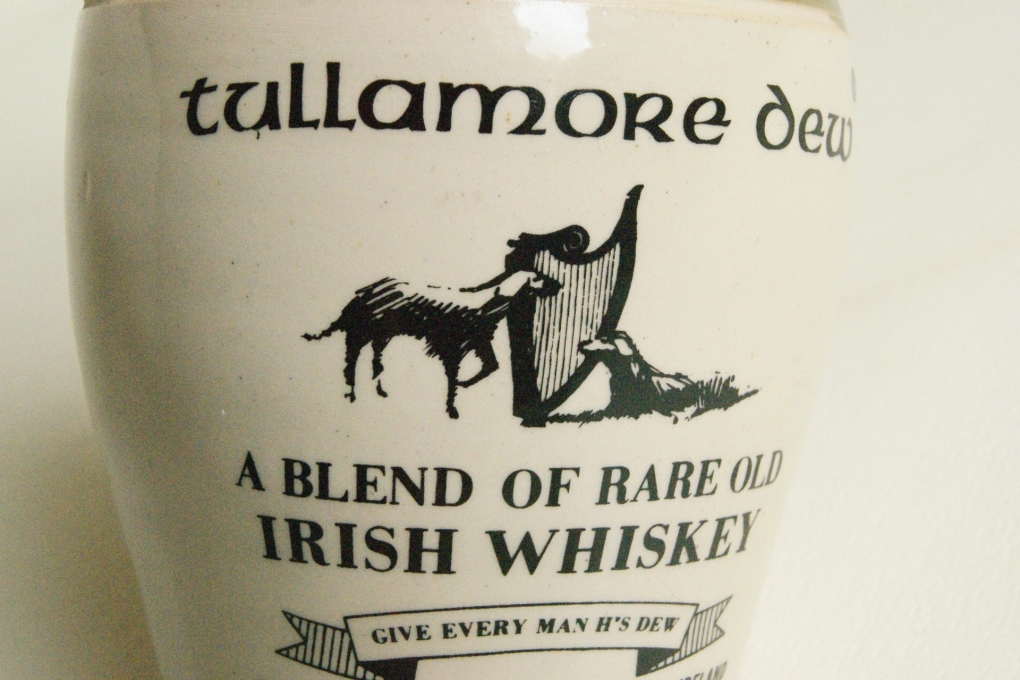 tullamore dew
A BLEND OF RARE OLD
IRISH WHISKEY
GIVE EVERY MAN H'S DEW